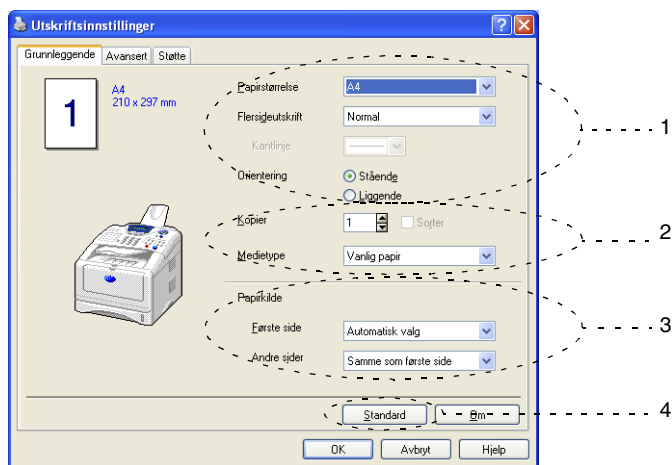 Utskriftsinnstillinger
Grunnleggende Avansert Støtte
1
A4
210 x 297 mm
Papirstørrelse A4
Flersideutskrift Normal
Kantlinje
Orientering Stående
Liggende
1
Kopier 1 Sorter
2
Medietype Vanlig papir
Papirkilde
Første side Automatisk valg
3
Andre sider Samme som første side
Standard Om
4
OK Avbryt Hjelp